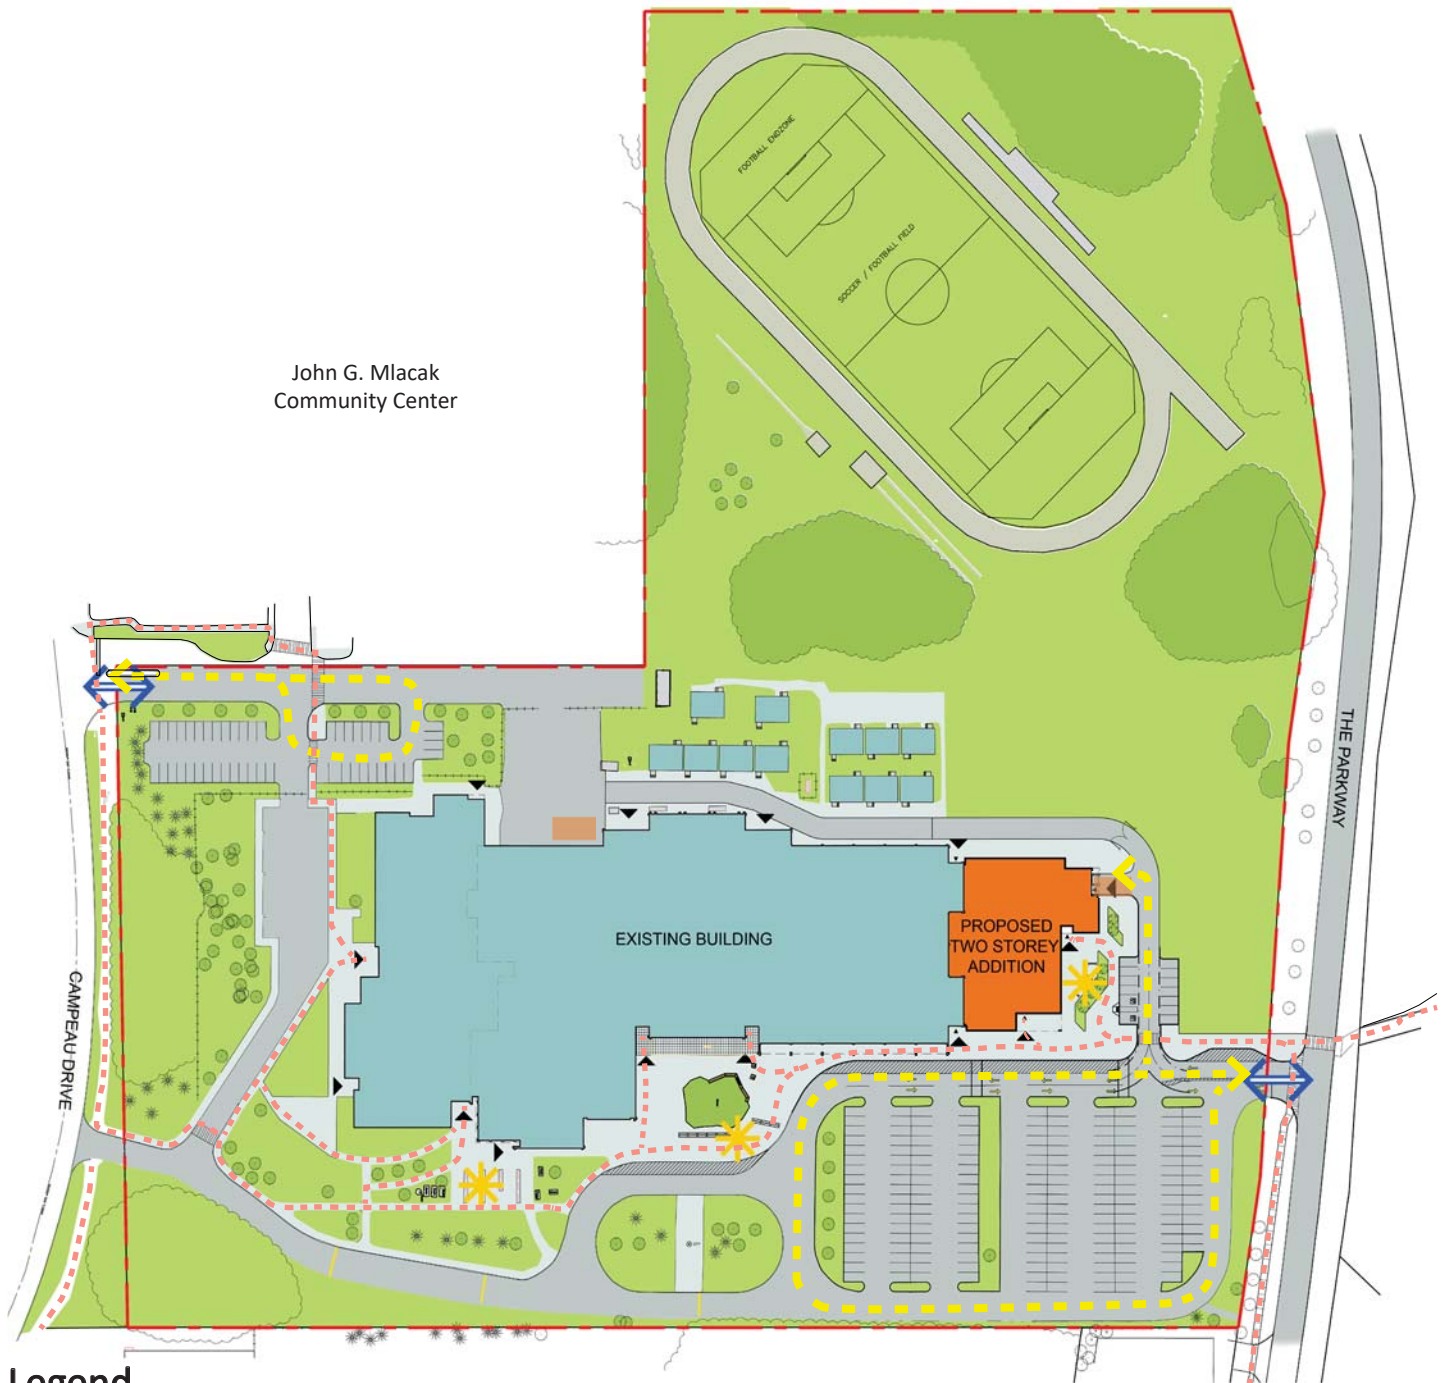 FOOTBALL ENDZONE
SOCCER / FOOTBALL FIELD
John G. Mlacak
Community Center
THE PARKWAY
EXISTING BUILDING
PROPOSED
TWO STOREY
ADDITION
CAMPEAU DRIVE
Legend